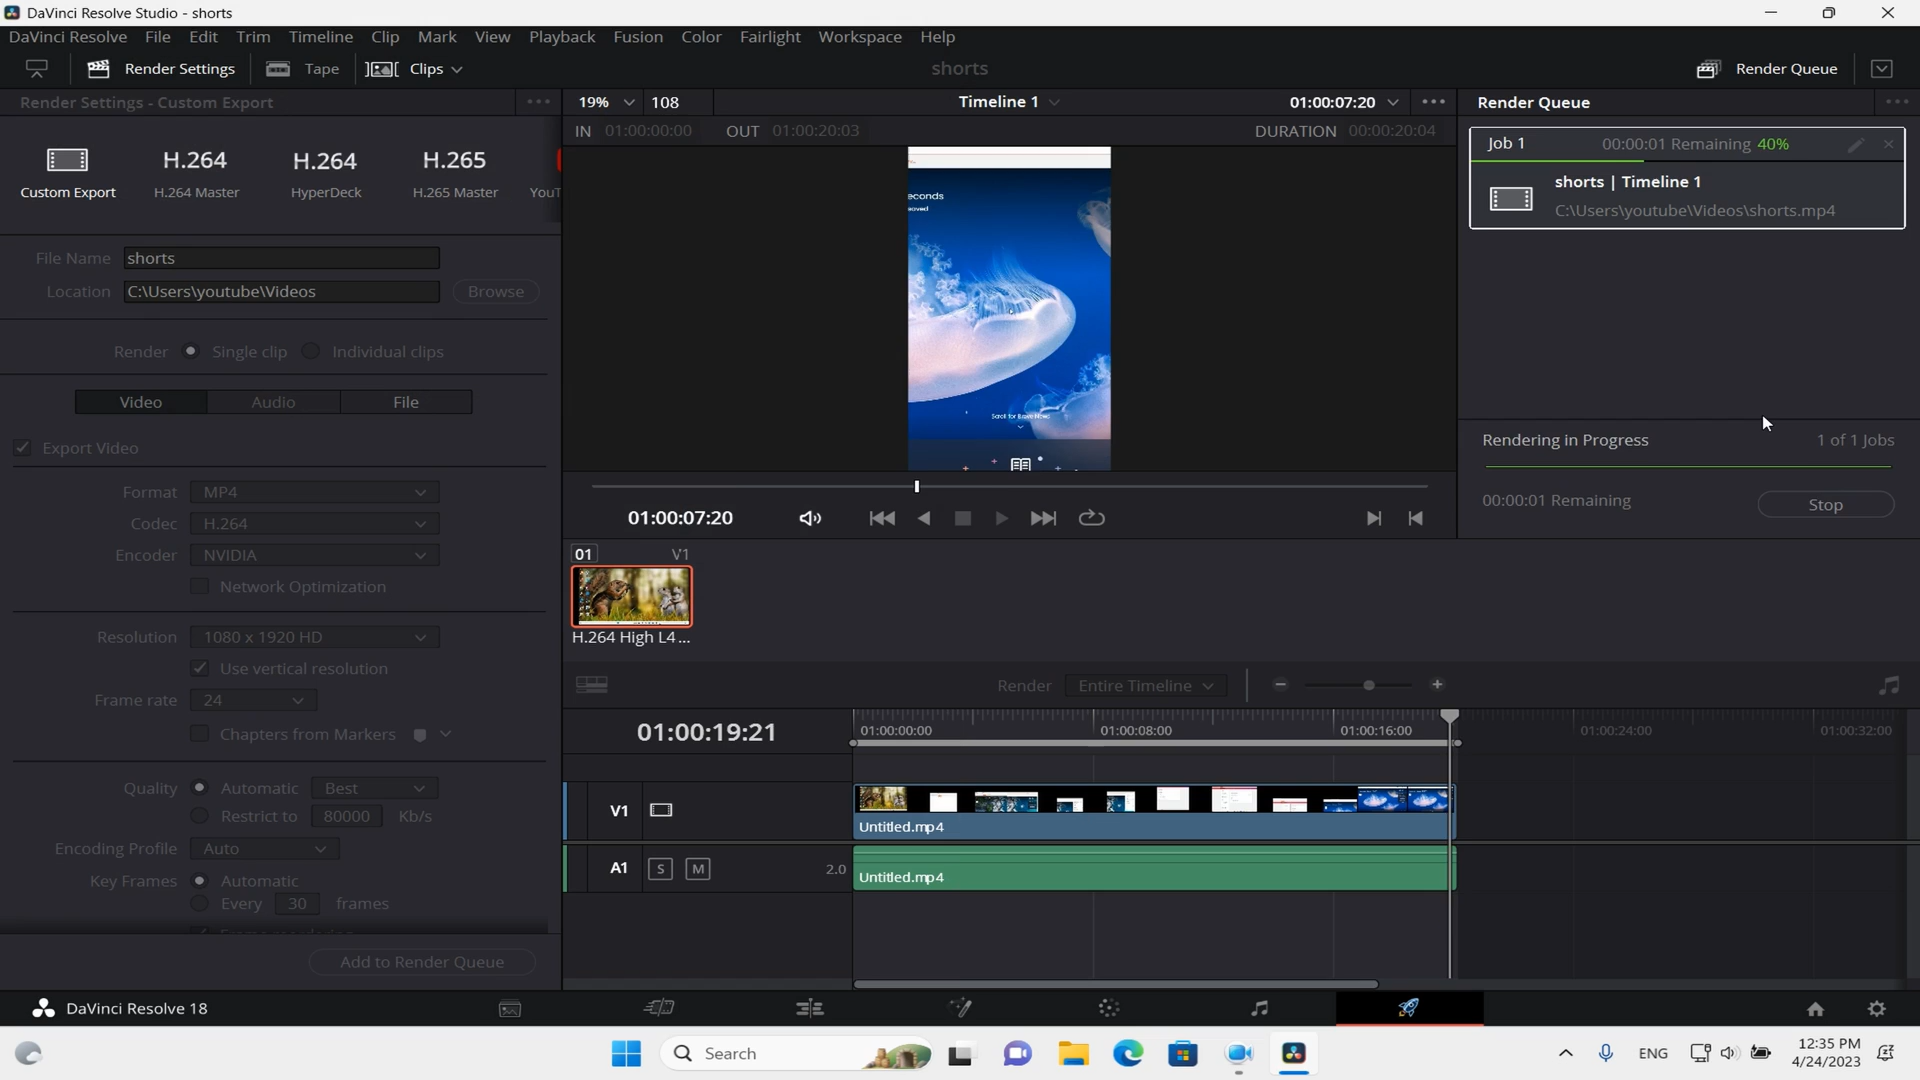 DaVinci Resolve Studio - shorts
DaVinci Resolve File Edit Trim Timeline Clip Mark View Playback Fusion Color Fairlight Workspace Help
Render Settings Tape Clips shorts Render Queue
Render Settings - Custom Export
19% 108 Timeline 1 01:00:07:20
Render Queue
IN 01:00:00:00 OUT 01:00:20:03 DURATION 00:00:20:04
H.264 H.264 H.265
Custom Export H.264 Master HyperDeck H.265 Master YouT
File Name shorts
Location C:\Users\youtube\Videos Browse
Render Single clip Individual clips
Video Audio File
Export Video
Format MP4
Codec H.264
Encoder NVIDIA
Network Optimization
Resolution 1080 x 1920 HD
Use vertical resolution
Frame rate 24
Chapters from Markers
Quality Automatic Best
Restrict to 80000 Kb/s
Encoding Profile Auto
Key Frames Automatic
Every 30 frames
Add to Render Queue
econds
aved
01:00:07:20
Job 1 00:00:01 Remaining 40%
shorts | Timeline 1
C:\Users\youtube\Videos\shorts.mp4
Rendering in Progress 1 of 1 Jobs
00:00:01 Remaining Stop
01 V1
H.264 High L4...
Render Entire Timeline
01:00:19:21 01:00:00:00 01:00:08:00 01:00:16:00 01:00:24:00 01:00:32:00
V1
Untitled.mp4
A1 S M 2.0
Untitled.mp4
DaVinci Resolve 18
Search
ENG
12:35 PM
4/24/2023